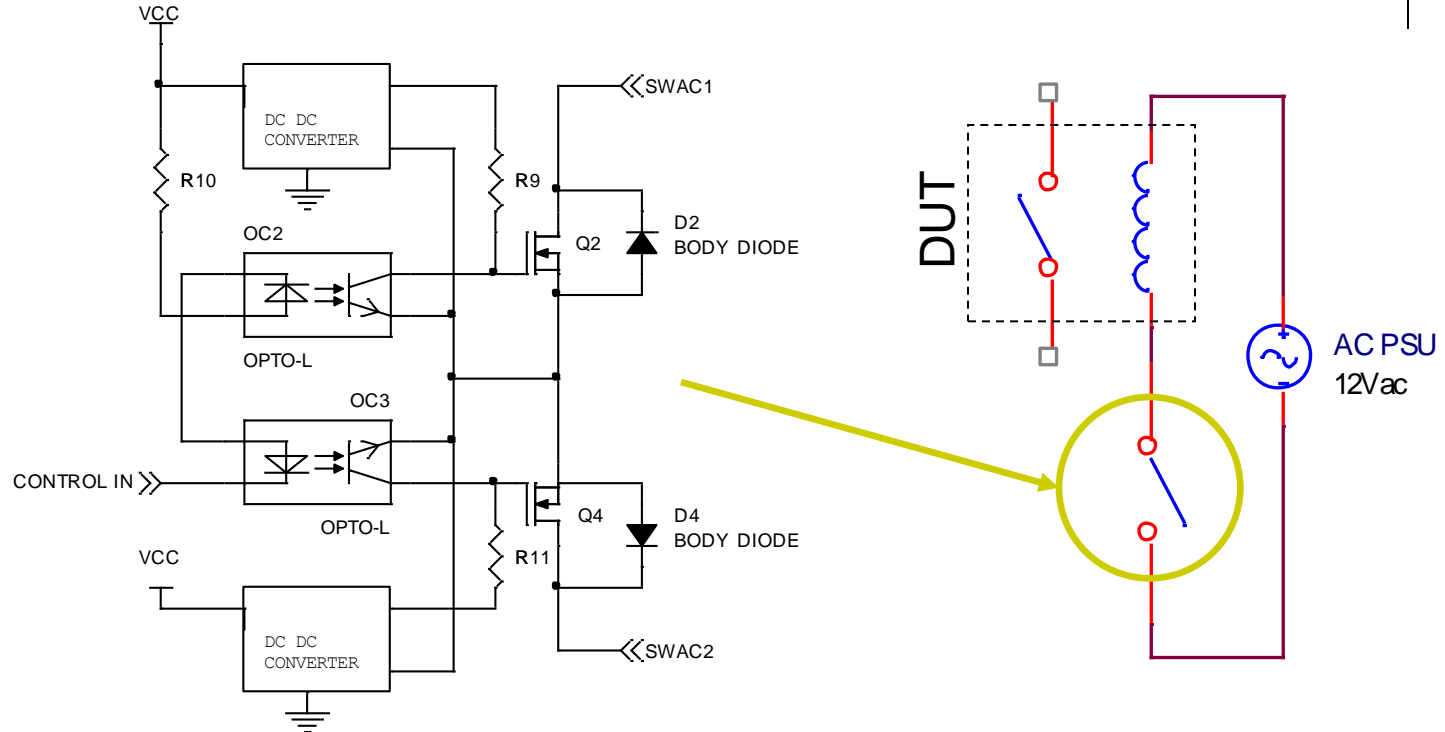 VCC
DC DC
CONVERTER
R10
R9
SWAC1
OC2
Q2
D2
BODY DIODE
OPTO-L
OC3
CONTROL IN
OPTO-L
Q4
D4
BODY DIODE
VCC
R11
DC DC
CONVERTER
SWAC2
DUT
AC PSU
12Vac